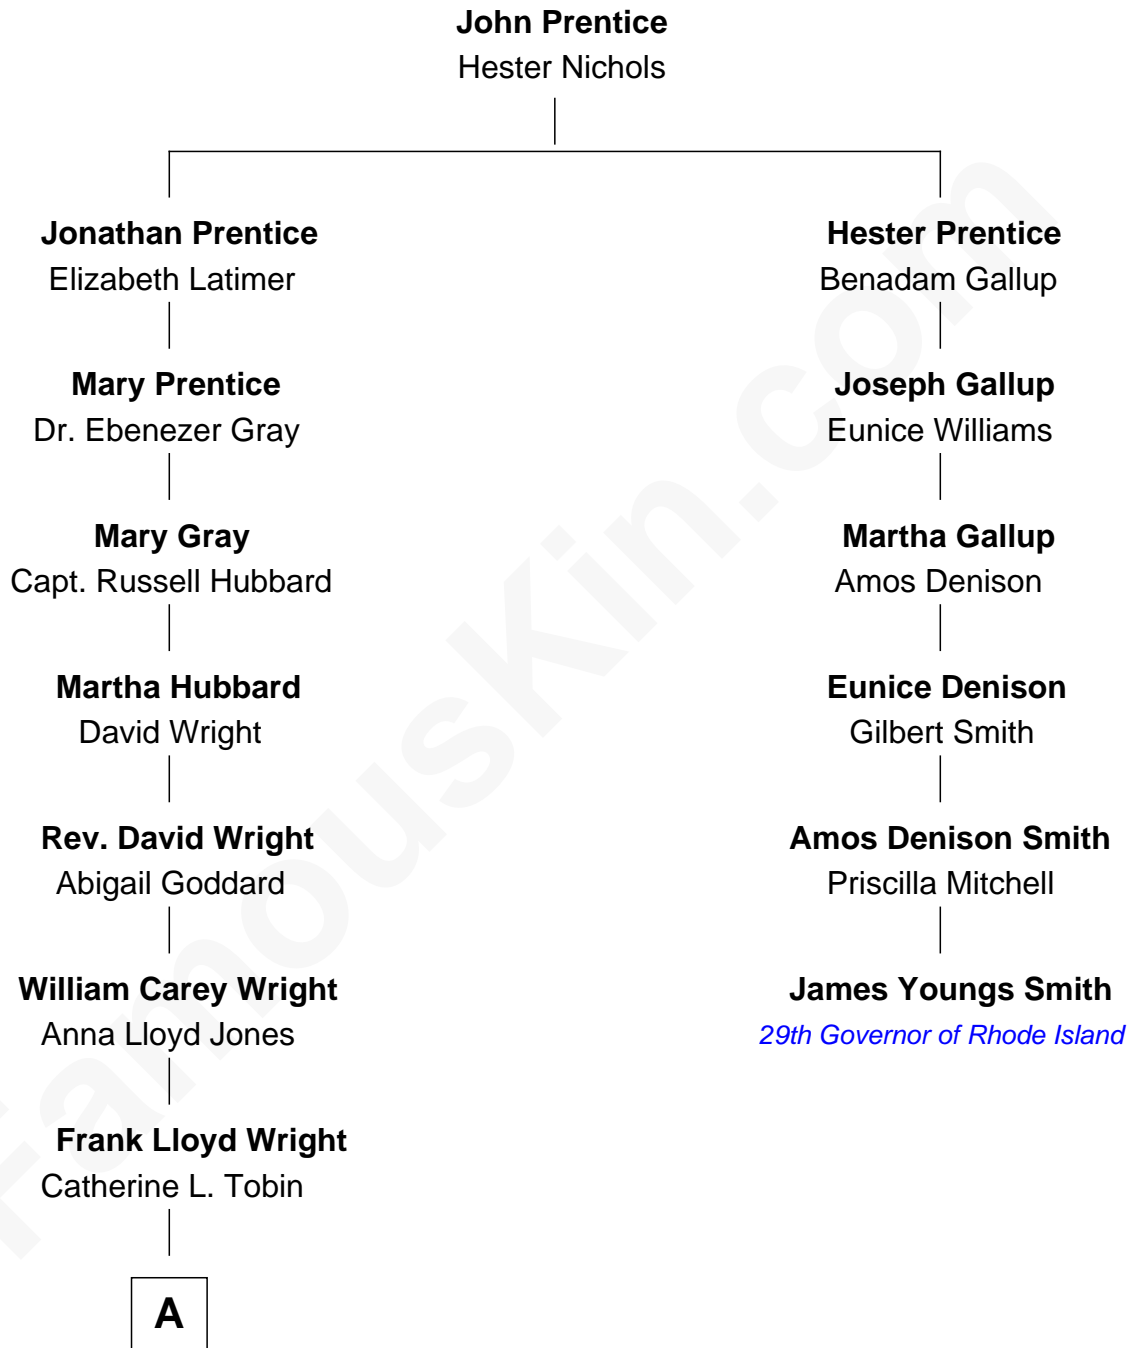 John Prentice
Hester Nichols
Jonathan Prentice
Elizabeth Latimer
Mary Prentice
Dr. Ebenezer Gray
Mary Gray
Capt. Russell Hubbard
Martha Hubbard
David Wright
Rev. David Wright
Abigail Goddard
William Carey Wright
Anna Lloyd Jones
Frank Lloyd Wright
Catherine L. Tobin
A
Hester Prentice
Benadam Gallup
Joseph Gallup
Eunice Williams
Martha Gallup
Amos Denison
Eunice Denison
Gilbert Smith
Amos Denison Smith
Priscilla Mitchell
James Youngs Smith
29th Governor of Rhode Island
FamousKin.com